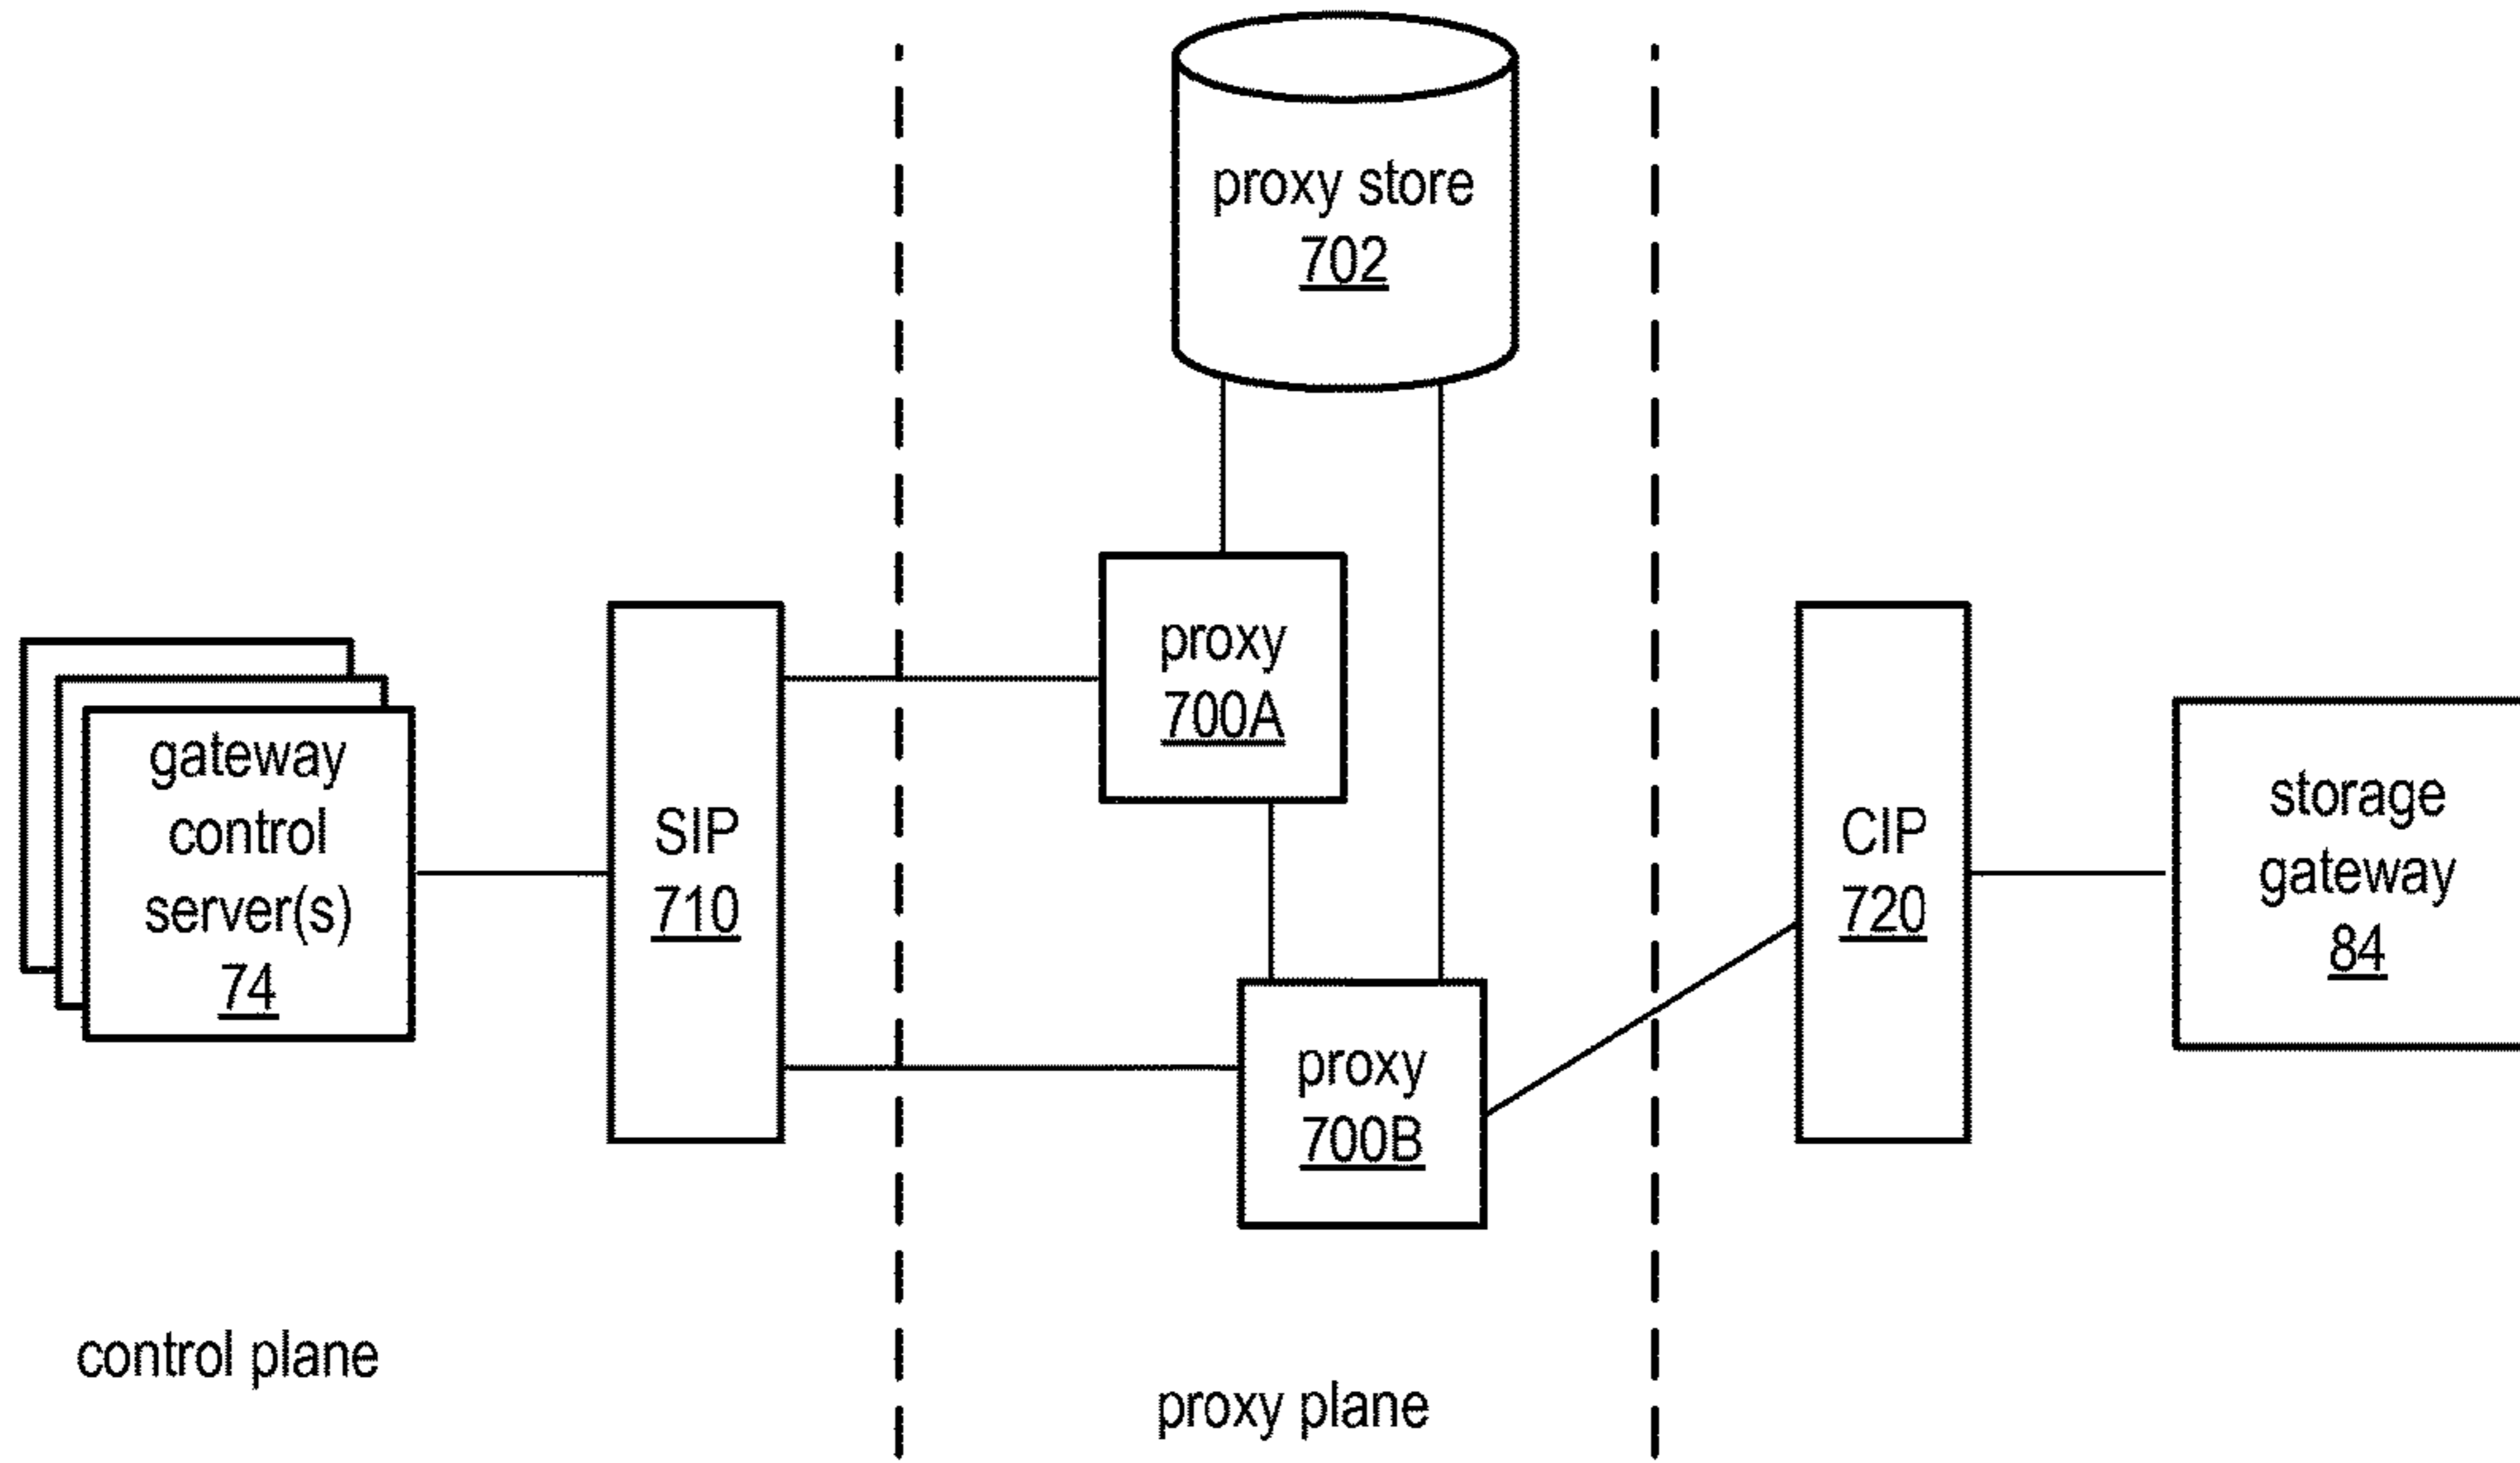 proxy store
702
proxy
700A
gateway
control
server(s)
74
SIP
710
CIP
720
storage
gateway
84
proxy
700B
control plane
proxy plane